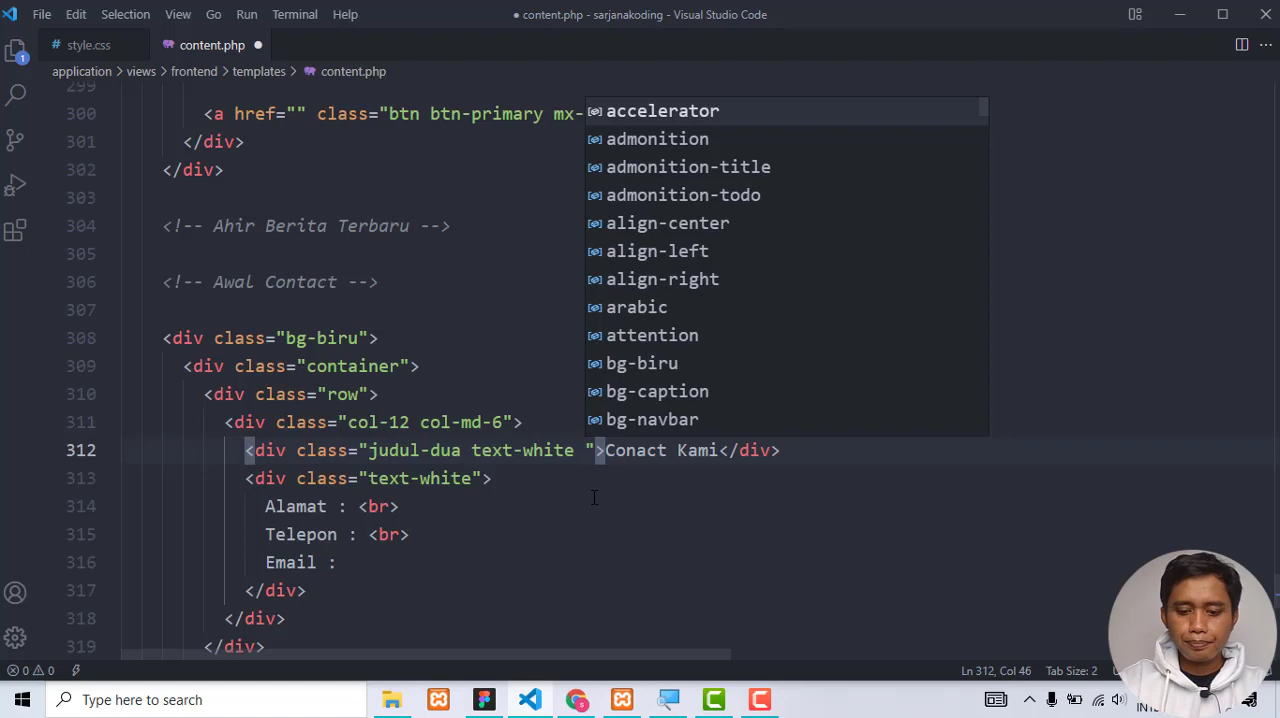 File Edit Selection View Go Run Terminal Help
● content.php - sarjanakoding - Visual Studio Code
style.css content.php
application > views > frontend > templates > content.php
1
299
300 <a href="" class="btn btn-primary mx-
301 </div>
302 </div>
303
304 <!-- Ahir Berita Terbaru -->
305
306 <!-- Awal Contact -->
307
308 <div class="bg-biru">
309 <div class="container">
310 <div class="row">
311 <div class="col-12 col-md-6">
312 <div class="judul-dua text-white ">Conact Kami</div>
313 <div class="text-white">
314 Alamat : <br>
315 Telepon : <br>
316 Email :
317 </div>
318 </div>
319 </div>
accelerator
admonition
admonition-title
admonition-todo
align-center
align-left
align-right
arabic
attention
bg-biru
bg-caption
bg-navbar
0 0
Ln 312, Col 46 Tab Size: 2
Type here to search